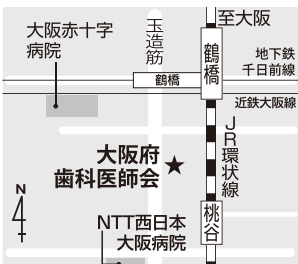 至大阪
大阪赤十字
病院
玉造筋
鶴橋
地下鉄
千日前線
鶴橋
近鉄大阪線
JR環状線
大阪府
歯科医師会
★
N
桃谷
NTT西日本
大阪病院